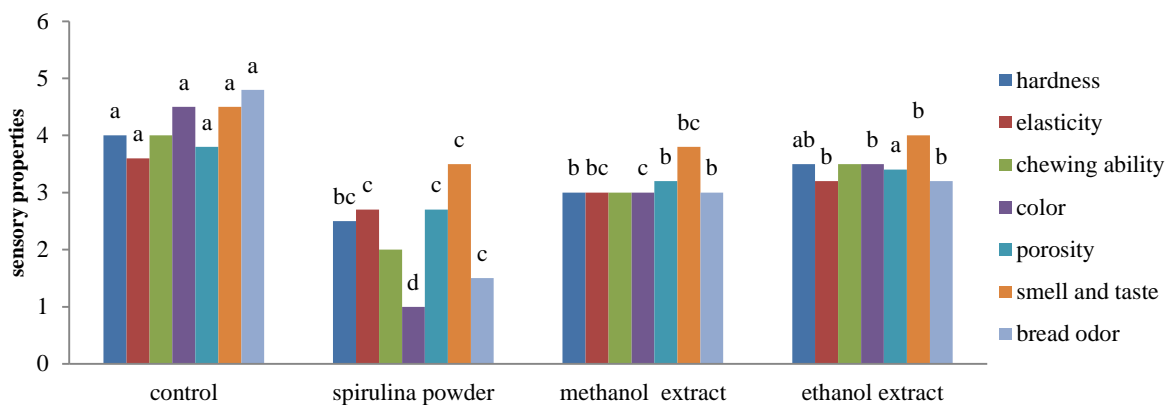 sensory properties
6
5
4
3
2
1
0
a a a a a a
bc c d c c c
b bc c b bc b
ab b b a b b
control spirulina powder methanol extract ethanol extract
hardness
elasticity
chewing ability
color
porosity
smell and taste
bread odor